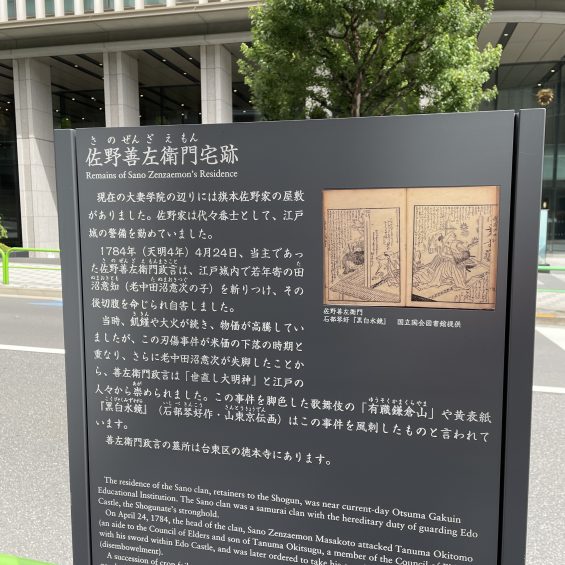 さのぜんざえもん
佐野善左衛門宅跡
Remains of Sano Zenzaemon's Residence
現在の大妻学院の辺りには旗本佐野家の屋敷
がありました。佐野家は代々番士として、江戸
城の警備を勤めていました。
1784年（天明4年）4月24日、当主であっ
た佐野善左衛門政言は、江戸城内で若年寄の田
沼意知（老中田沼意次の子）を斬りつけ、その
後切腹を命じられ自害しました。
当時、飢饉や大火が続き、物価が高騰してい
ましたが、この刃傷事件が米価の下落の時期と
重なり、さらに老中田沼意次が失脚したことか
ら、善左衛門政言は「世直し大明神」と江戸の
人々から崇められました。この事件を脚色した歌舞伎の「有職鎌倉山」や黄表紙
『黒白水鏡』（石部琴好作・山東京伝画）はこの事件を風刺したものと言われて
います。
善左衛門政言の墓所は台東区の徳本寺にあります。
佐野善左衛門
石部琴好『黒白水鏡』 国立国会図書館提供
The residence of the Sano clan, retainers to the Shogun, was near current-day Otsuma Gakuin
Educational Institution. The Sano clan was a samurai clan with the hereditary duty of guarding Edo
Castle, the Shogunate's stronghold.
On April 24, 1784, the head of the clan, Sano Zenzaemon Masakoto attacked Tanuma Okitomo
(an aide to the Council of Elders and son of Tanuma Okitsugu, a member of the Council of
with his sword within Edo Castle, and was later ordered to take his
(disembowelment).
A succession of crop